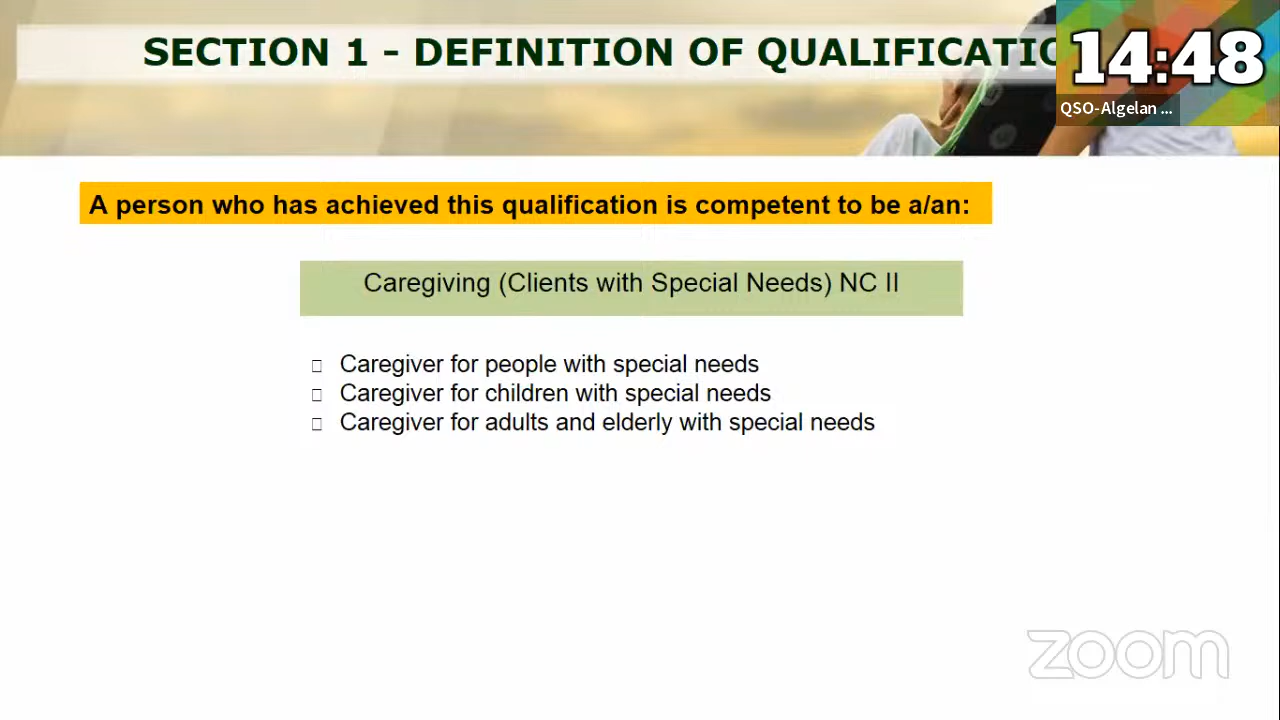 SECTION 1 - DEFINITION OF QUALIFICATIO
14:48
QSO-Algelan ...
A person who has achieved this qualification is competent to be a/an:
Caregiving (Clients with Special Needs) NC II
Caregiver for people with special needs
Caregiver for children with special needs
Caregiver for adults and elderly with special needs
zoom